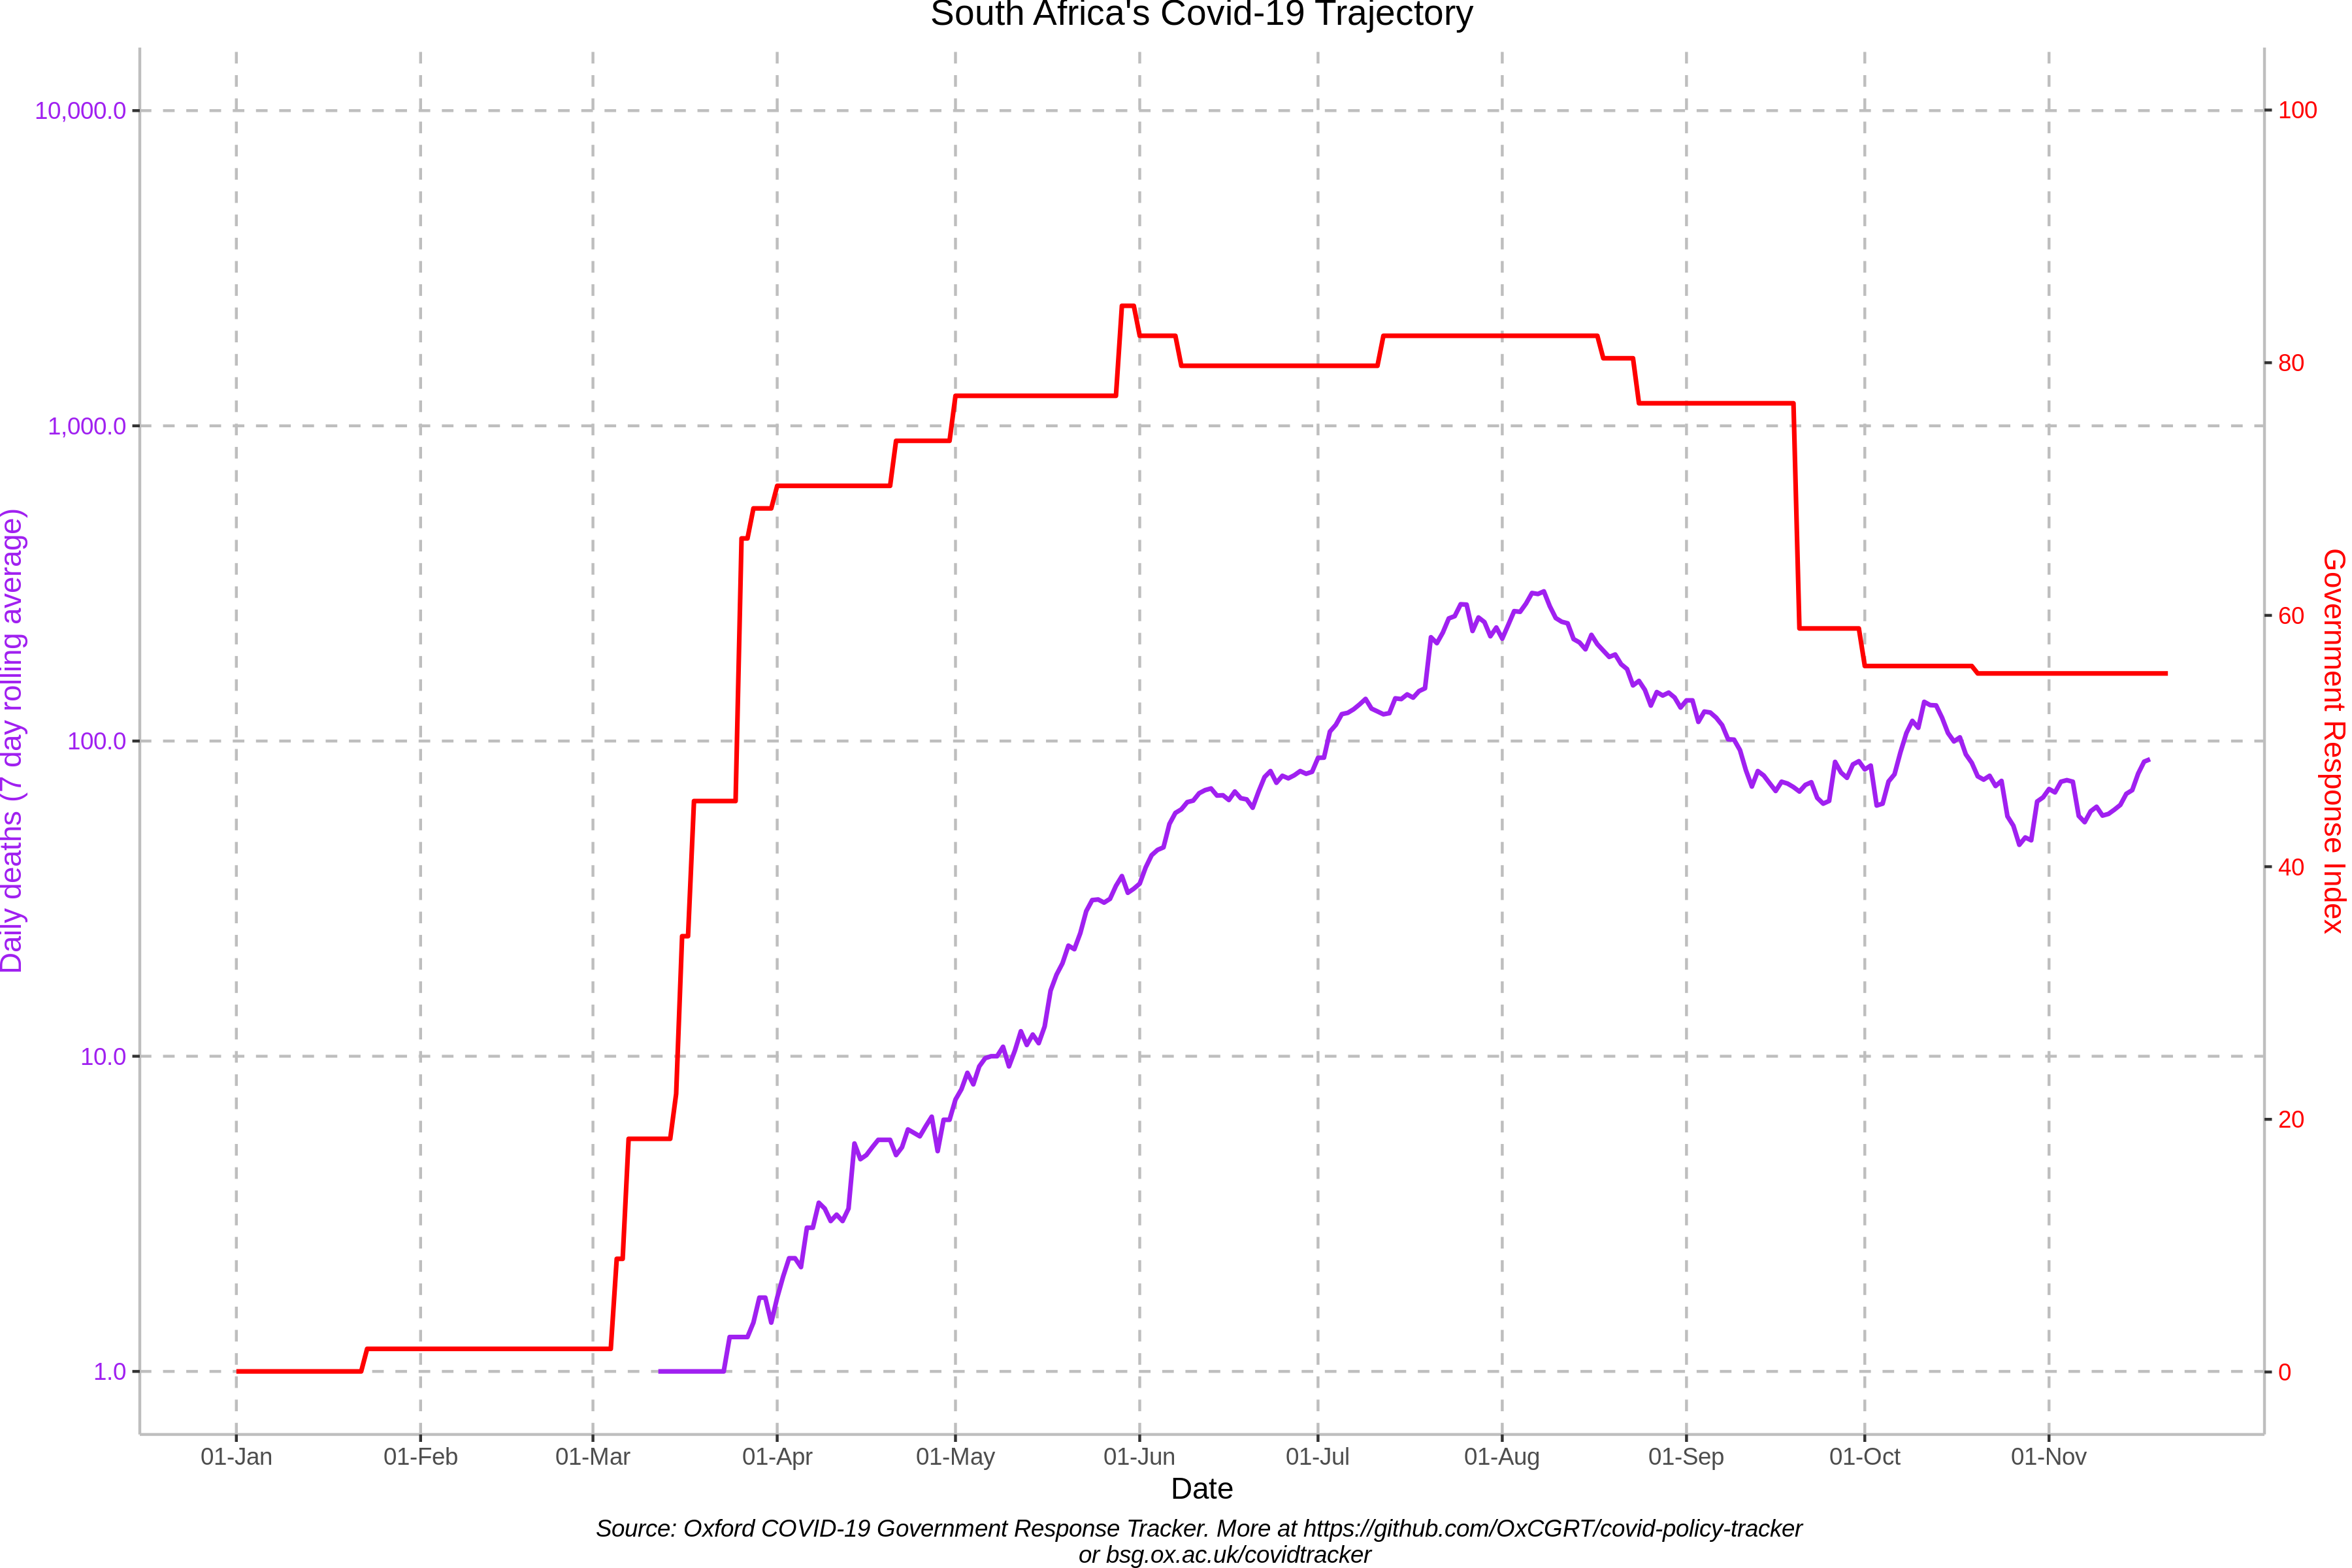 South Africa's Covid-19 Trajectory
10,000.0
1,000.0
100.0
10.0
1.0
Daily deaths (7 day rolling average)
100
80
60
40
20
0
Government Response Index
01-Jan
01-Feb
01-Mar
01-Apr
01-May
01-Jun
01-Jul
01-Aug
01-Sep
01-Oct
01-Nov
Date
Source: Oxford COVID-19 Government Response Tracker. More at https://github.com/OxCGRT/covid-policy-tracker
or bsg.ox.ac.uk/covidtracker